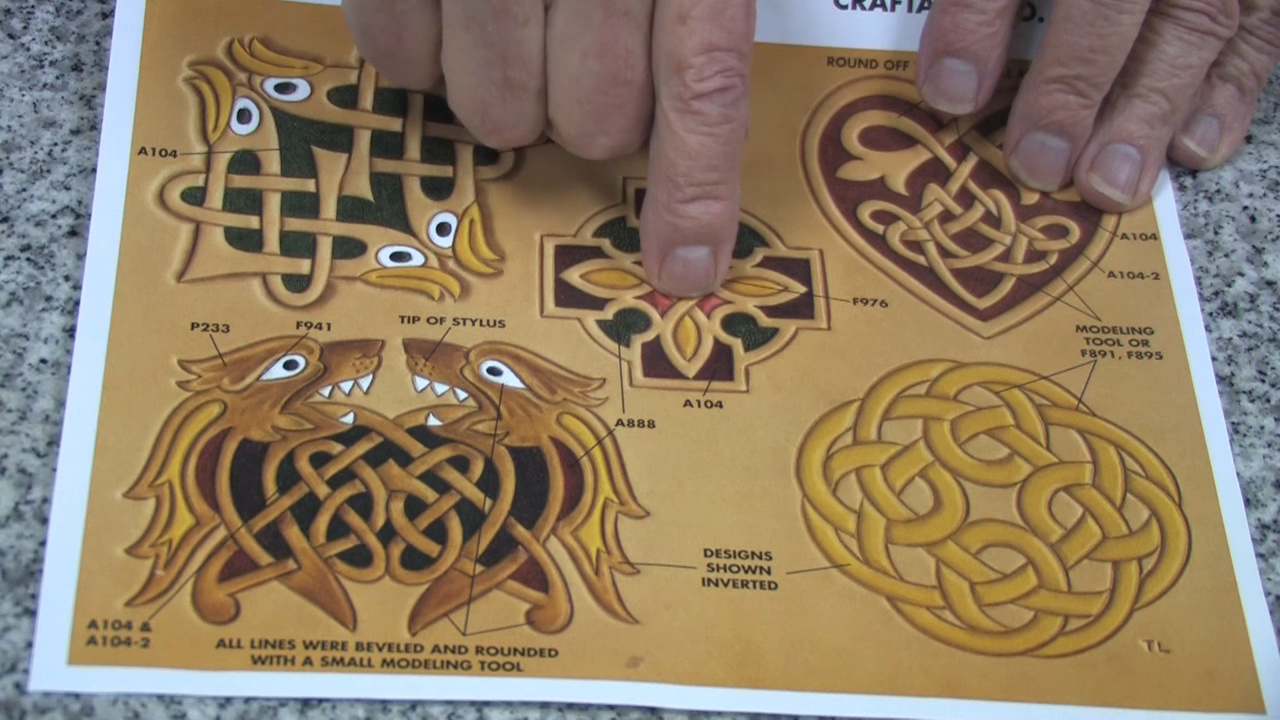 ROUND OFF
A104
A104
A104-2
F976
P233
F941
TIP OF STYLUS
MODELING
TOOL OR
F891, F895
A104
A888
DESIGNS
SHOWN
INVERTED
A104 &
A104-2
ALL LINES WERE BEVELED AND ROUNDED
WITH A SMALL MODELING TOOL
TL